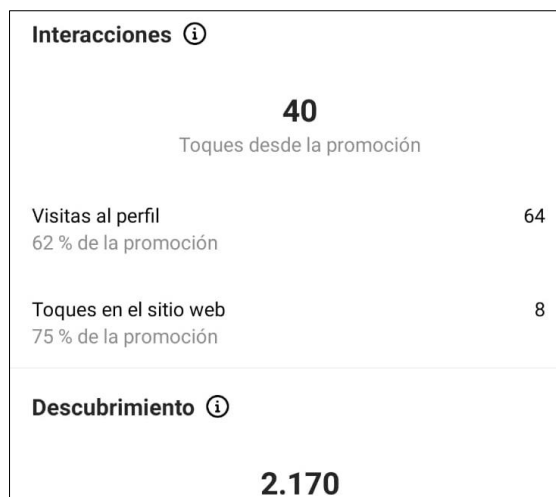 Interacciones
40
Toques desde la promoción
Visitas al perfil 64
62 % de la promoción
Toques en el sitio web 8
75 % de la promoción
Descubrimiento
2.170